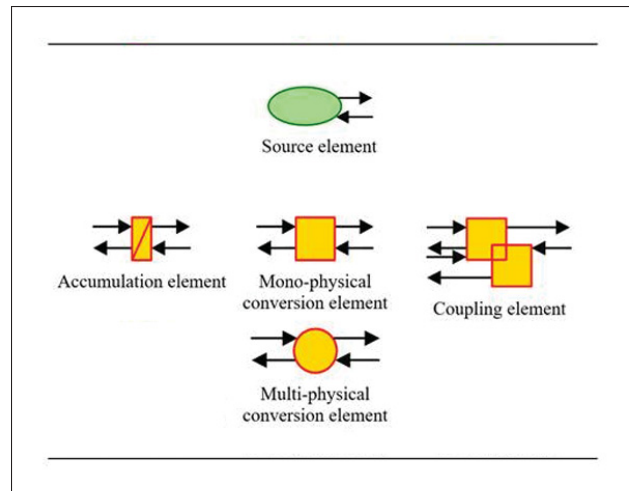 Source element
Accumulation element
Mono-physical
conversion element
Coupling element
Multi-physical
conversion element